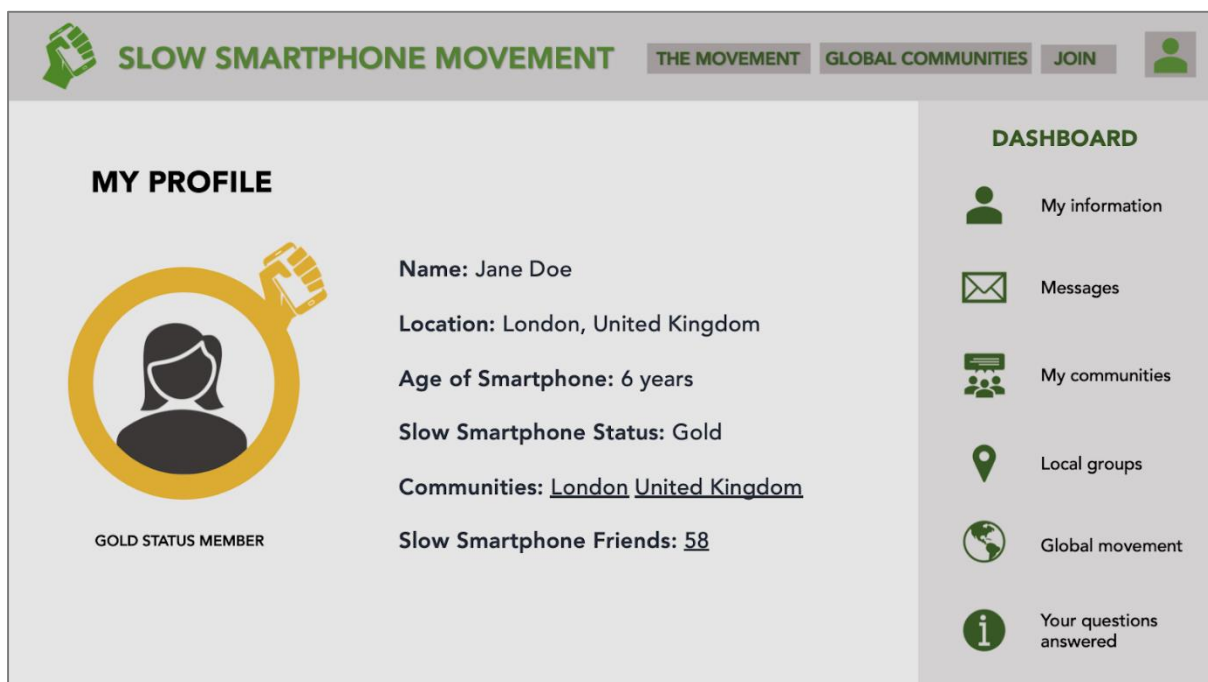 SLOW SMARTPHONE MOVEMENT
THE MOVEMENT
GLOBAL COMMUNITIES
JOIN
MY PROFILE
GOLD STATUS MEMBER
Name: Jane Doe
Location: London, United Kingdom
Age of Smartphone: 6 years
Slow Smartphone Status: Gold
Communities: London United Kingdom
Slow Smartphone Friends: 58
DASHBOARD
My information
Messages
My communities
Local groups
Global movement
Your questions
answered